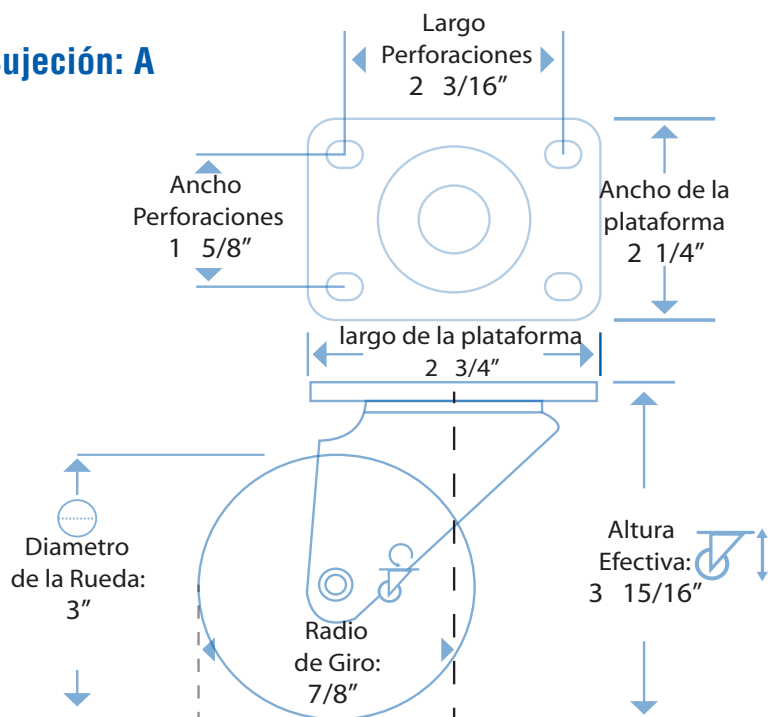 ujeción: A
Largo
Perforaciones
2 3/16”
Ancho
Perforaciones
1 5/8”
Ancho de la
plataforma
2 1/4”
largo de la plataforma
2 3/4”
Diametro
de la Rueda:
3”
Radio
de Giro:
7/8”
Altura
Efectiva:
3 15/16”